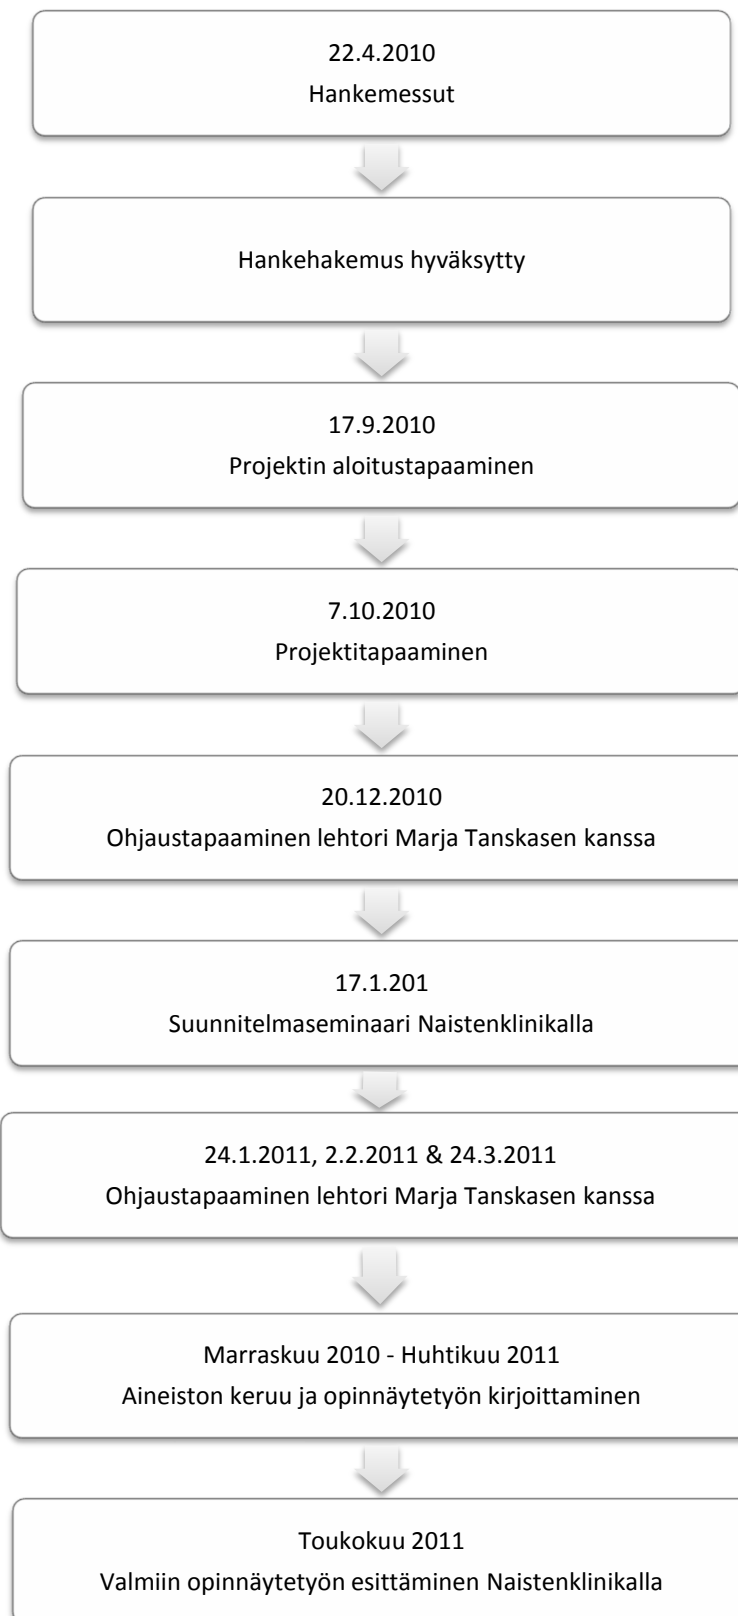 22.4.2010
Hankemessut
Hankehakemus hyväksytty
17.9.2010
Projektin aloitustapaaminen
7.10.2010
Projektitapaaminen
20.12.2010
Ohjaustapaaminen lehtori Marja Tanskasen kanssa
17.1.201
Suunnitelmaseminaari Naistenklinikalla
24.1.2011, 2.2.2011 & 24.3.2011
Ohjaustapaaminen lehtori Marja Tanskasen kanssa
Marraskuu 2010 - Huhtikuu 2011
Aineiston keruu ja opinnäytetyön kirjoittaminen
Toukokuu 2011
Valmiin opinnäytetyön esittäminen Naistenklinikalla